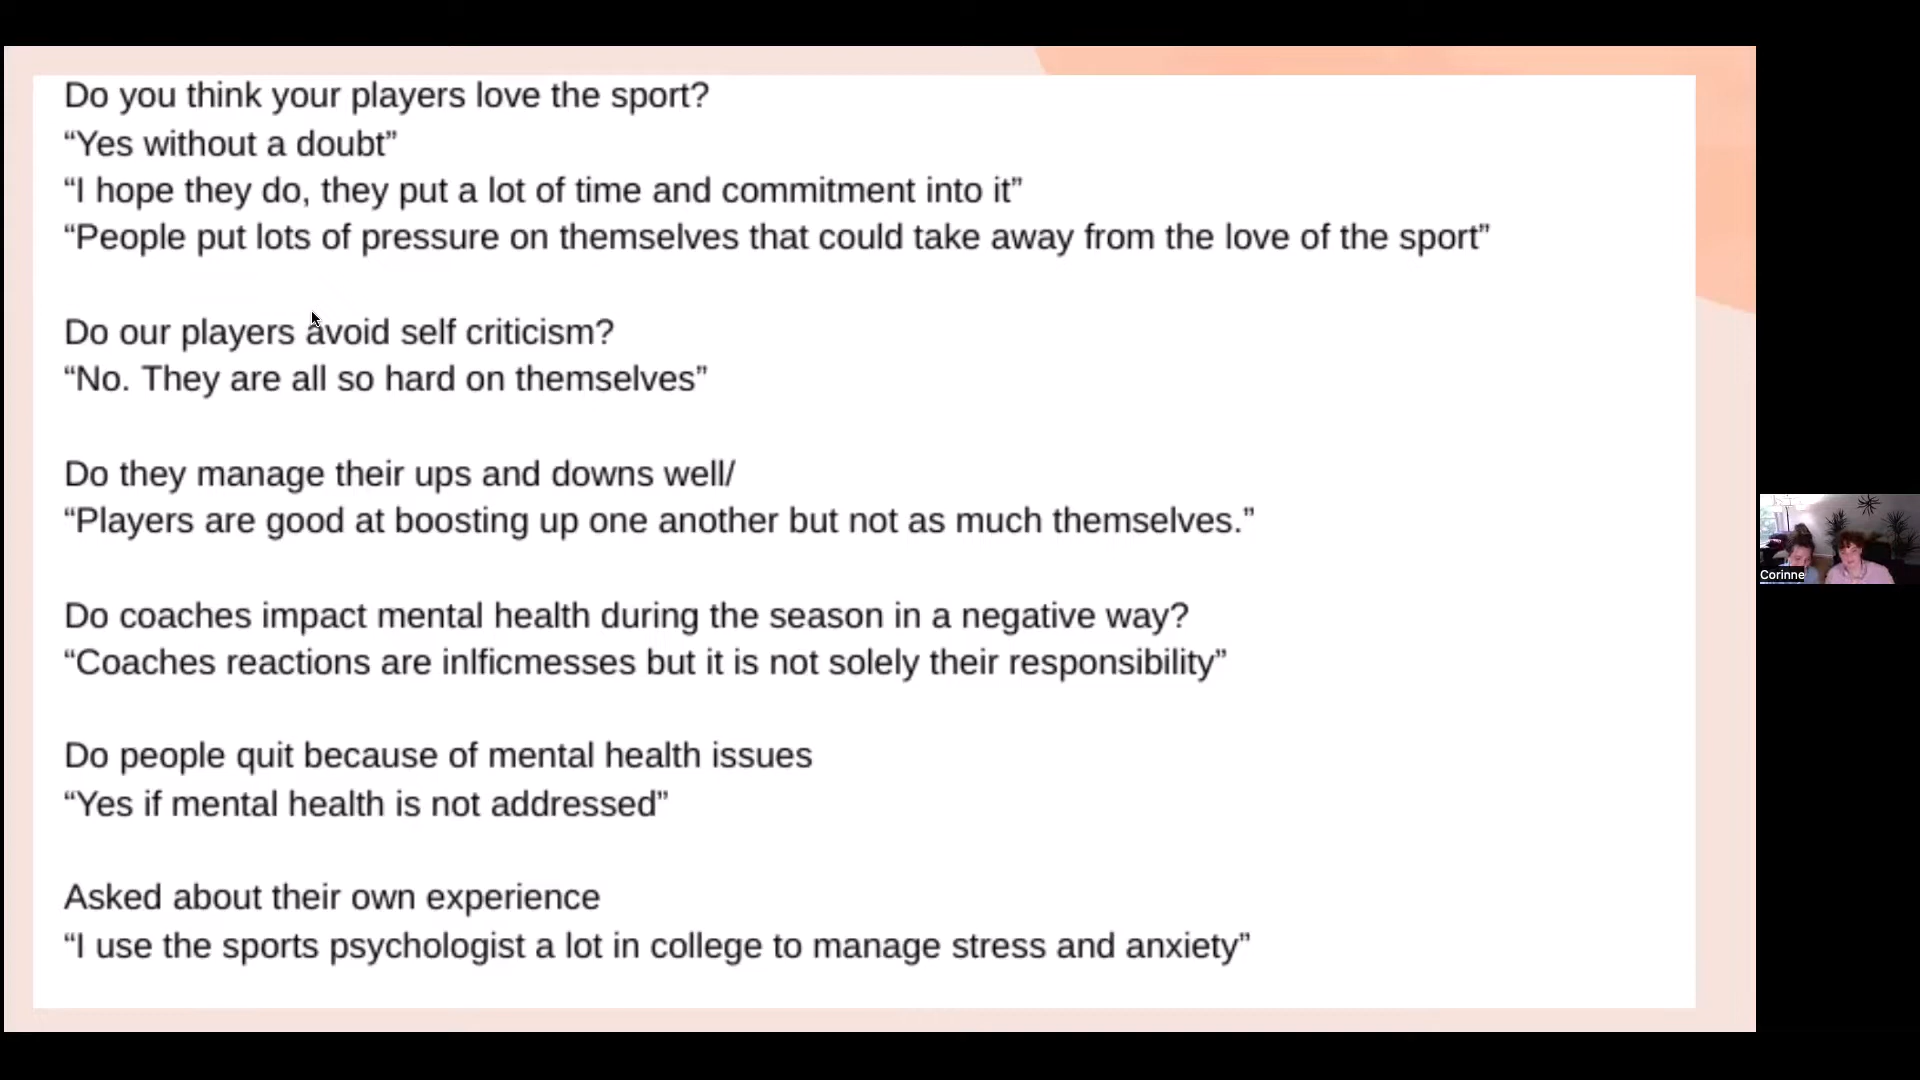 Do you think your players love the sport?
“Yes without a doubt”
“I hope they do, they put a lot of time and commitment into it”
“People put lots of pressure on themselves that could take away from the love of the sport”
Do our players avoid self criticism?
“No. They are all so hard on themselves”
Do they manage their ups and downs well/
“Players are good at boosting up one another but not as much themselves.”
Do coaches impact mental health during the season in a negative way?
“Coaches reactions are inlficmesses but it is not solely their responsibility”
Do people quit because of mental health issues
“Yes if mental health is not addressed”
Asked about their own experience
“I use the sports psychologist a lot in college to manage stress and anxiety”
Corinne